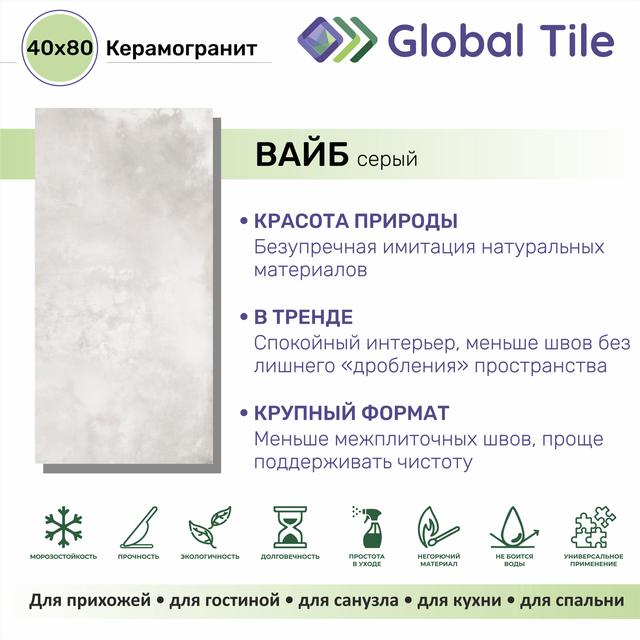 40x80 Керамогранит
Global Tile
ВАЙБ серый
• КРАСОТА ПРИРОДЫ
Безупречная имитация натуральных
материалов
• В ТРЕНДЕ
Спокойный интерьер, меньше швов без
лишнего «дробления» пространства
• КРУПНЫЙ ФОРМАТ
Меньше межплиточных швов, проще
поддерживать чистоту
МОРОЗОСТОЙКОСТЬ
ПРОЧНОСТЬ
ЭКОЛОГИЧНОСТЬ
ДОЛГОВЕЧНОСТЬ
ПРОСТОТА
В УХОДЕ
НЕГОРЮЧИЙ
МАТЕРИАЛ
НЕ БОИТСЯ
ВОДЫ
УНИВЕРСАЛЬНОЕ
ПРИМЕНЕНИЕ
Для прихожей • для гостиной • для санузла • для кухни • для спальни